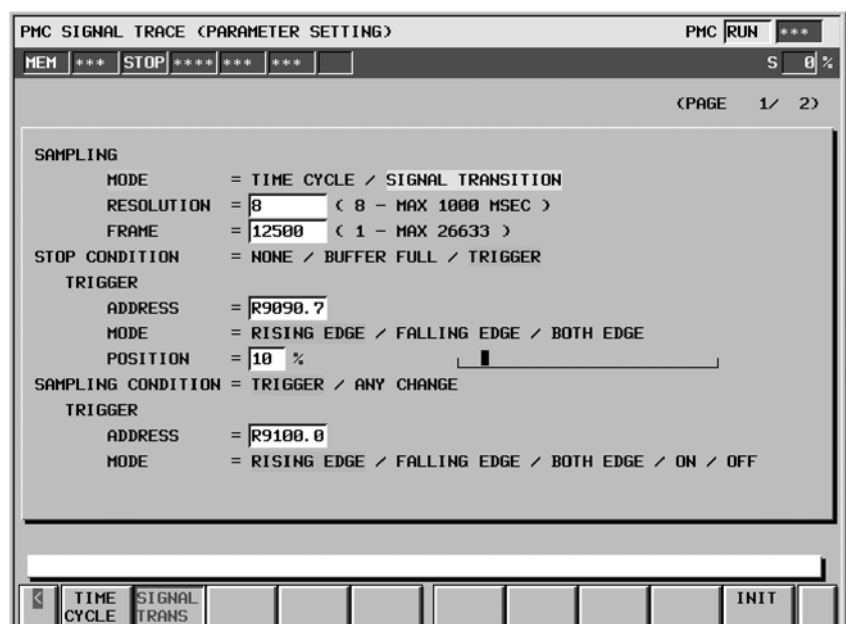 PMC SIGNAL TRACE (PARAMETER SETTING) PMC RUN ***
MEM *** STOP **** *** *** S 0 %
(PAGE 1/ 2)
SAMPLING
MODE = TIME CYCLE / SIGNAL TRANSITION
RESOLUTION = 8 ( 8 - MAX 1000 MSEC )
FRAME = 12500 ( 1 - MAX 26633 )
STOP CONDITION = NONE / BUFFER FULL / TRIGGER
TRIGGER
ADDRESS = R9090.7
MODE = RISING EDGE / FALLING EDGE / BOTH EDGE
POSITION = 10 %
SAMPLING CONDITION = TRIGGER / ANY CHANGE
TRIGGER
ADDRESS = R9100.0
MODE = RISING EDGE / FALLING EDGE / BOTH EDGE / ON / OFF
< TIME CYCLE SIGNAL TRANS INIT